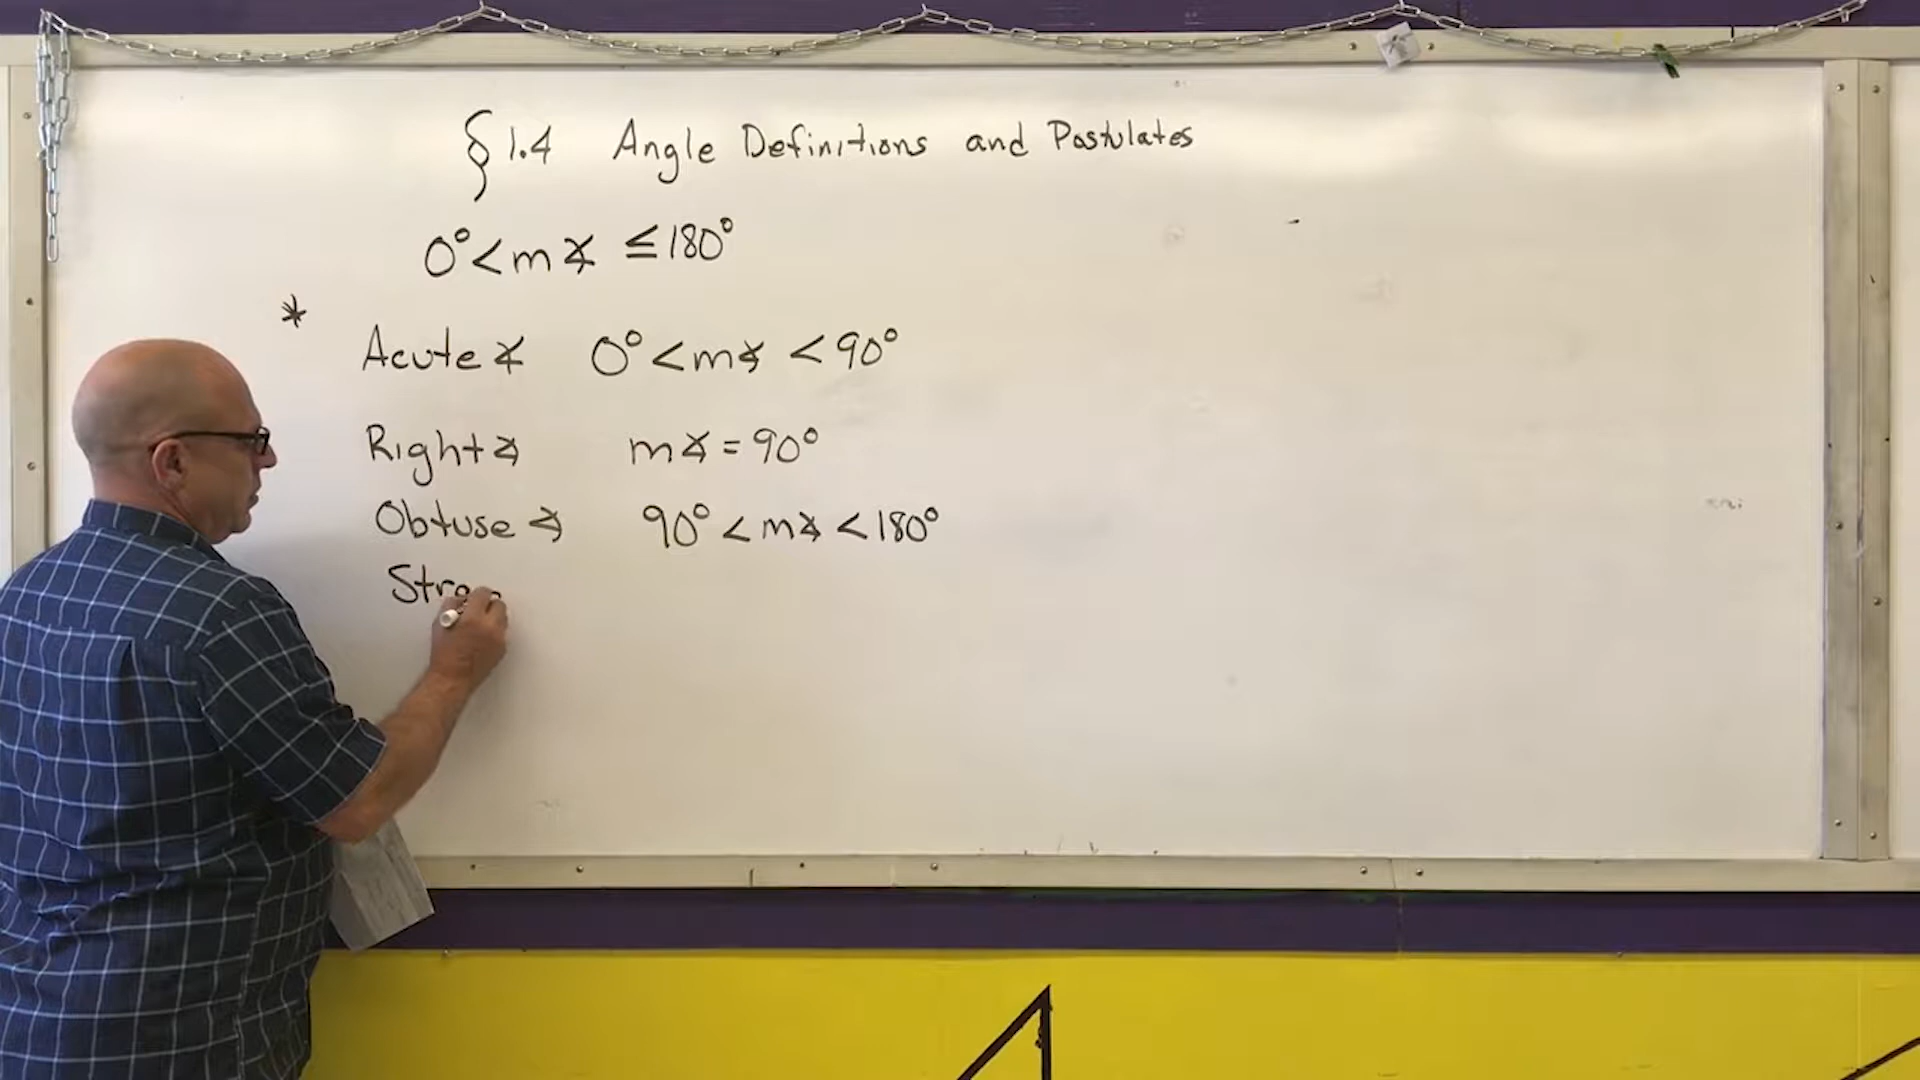 § 1.4 Angle Definitions and Postulates
0° < m∡ ≤ 180°
*
Acute ∡ 0° < m∡ < 90°
Right ∡ m∡ = 90°
Obtuse ∡ 90° < m∡ < 180°
Stra